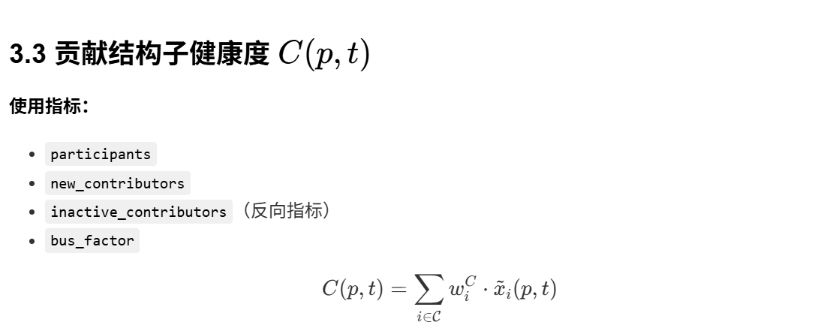 3.3 贡献结构子健康度 C(p, t)
使用指标：
• participants
• new_contributors
• inactive_contributors（反向指标）
• bus_factor
C(p, t) = ∑_{i∈𝒞} w_i^C · x̃_i(p, t)